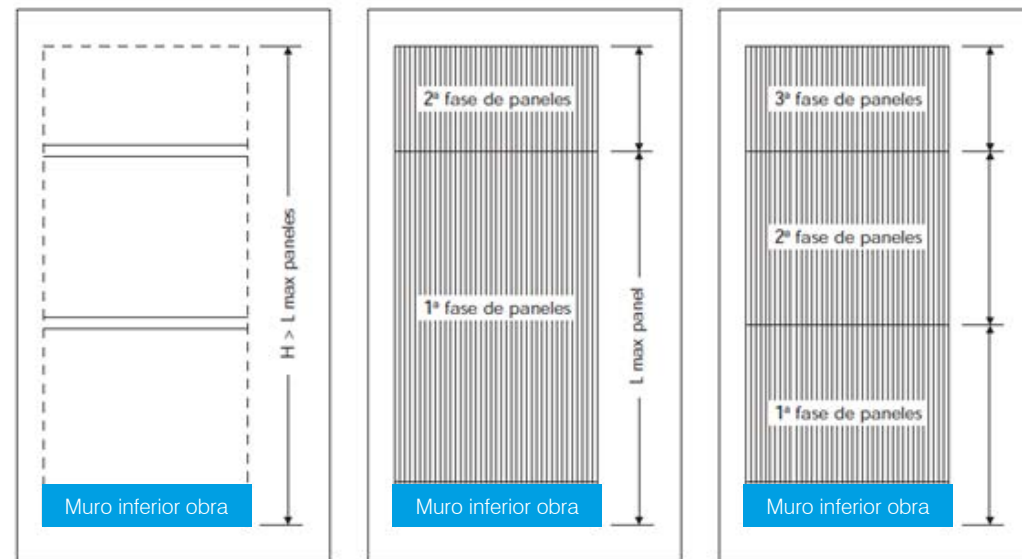 H > L max paneles
Muro inferior obra
2ª fase de paneles
1ª fase de paneles
L max panel
Muro inferior obra
3ª fase de paneles
2ª fase de paneles
1ª fase de paneles
Muro inferior obra